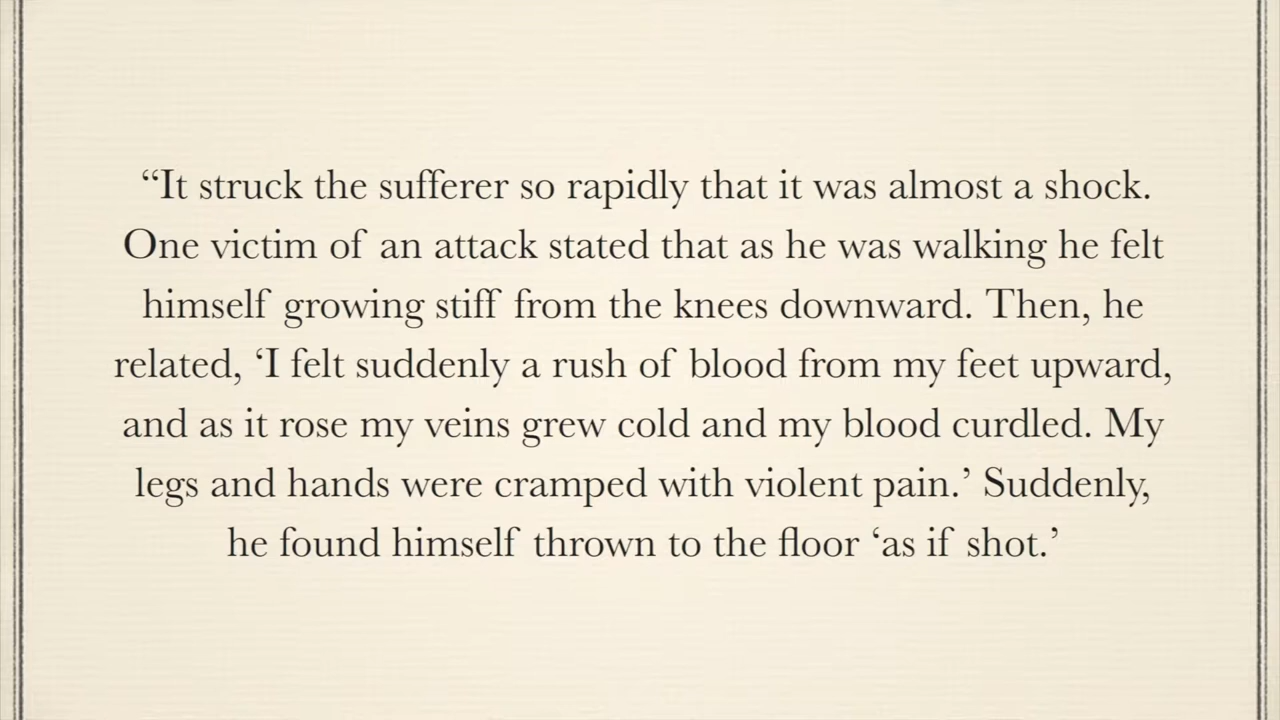 “It struck the sufferer so rapidly that it was almost a shock.
One victim of an attack stated that as he was walking he felt
himself growing stiff from the knees downward. Then, he
related, ‘I felt suddenly a rush of blood from my feet upward,
and as it rose my veins grew cold and my blood curdled. My
legs and hands were cramped with violent pain.’ Suddenly,
he found himself thrown to the floor ‘as if shot.’